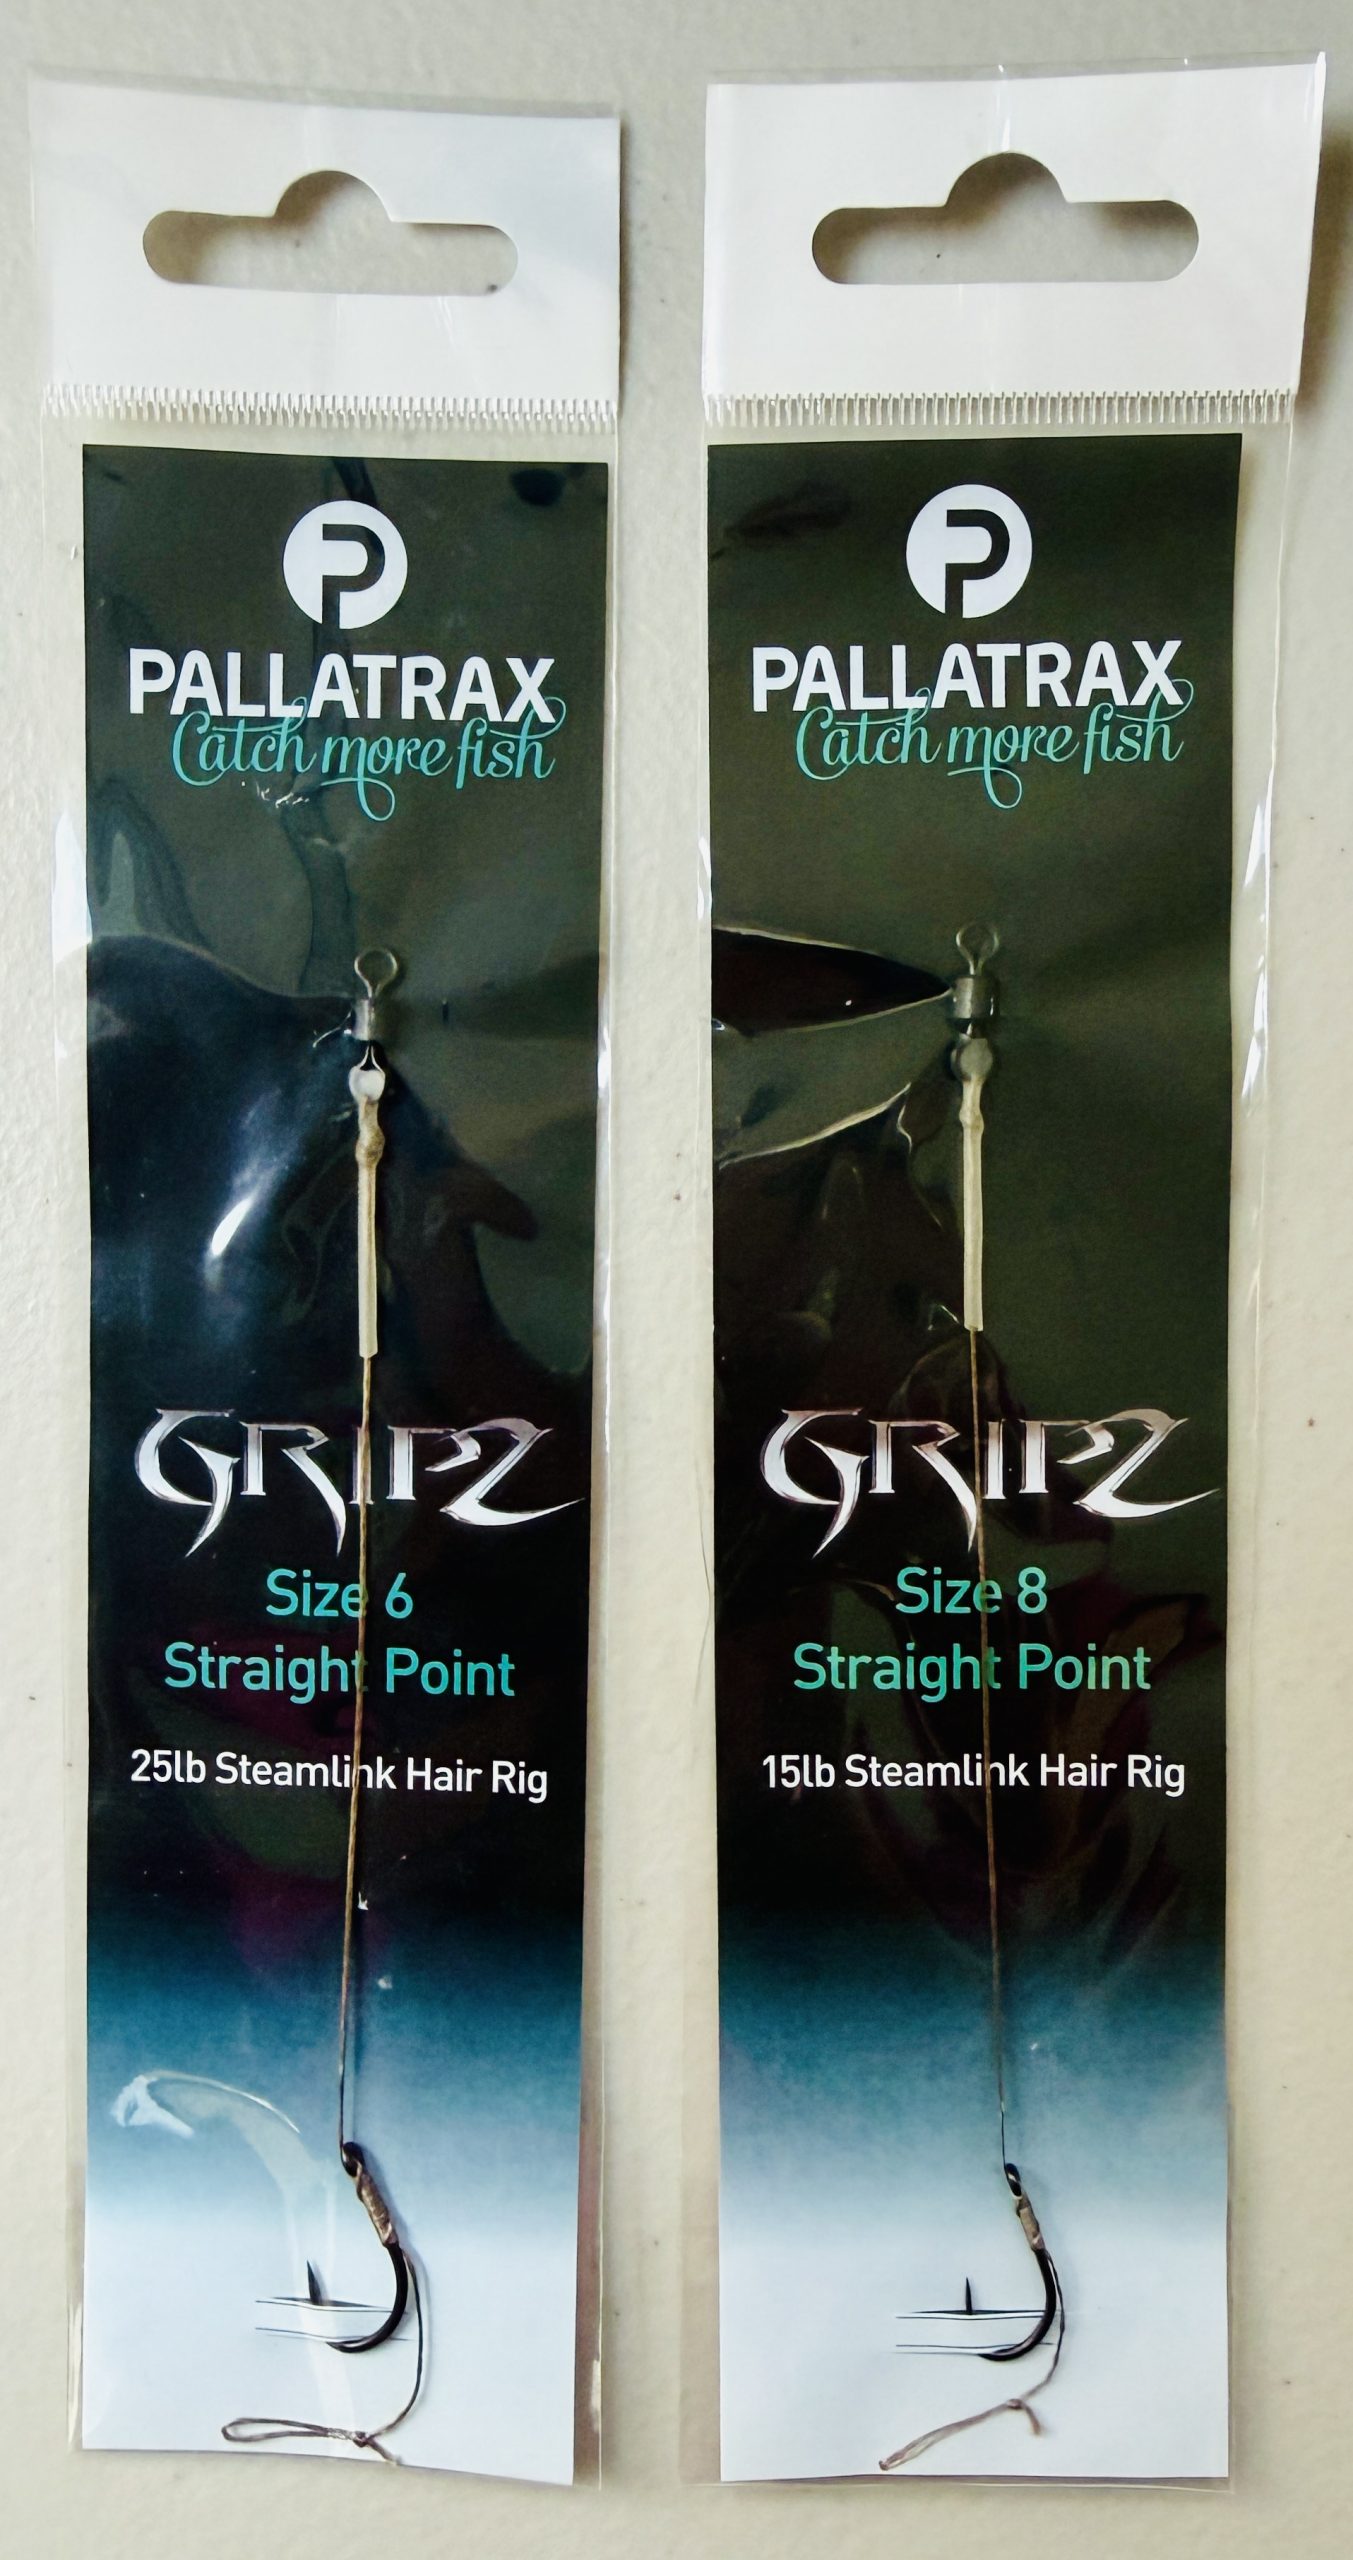 P
PALLATRAX
Catch more fish
GRIPZ
Size 6
Straight Point
25lb Steamlink Hair Rig
P
PALLATRAX
Catch more fish
GRIPZ
Size 8
Straight Point
15lb Steamlink Hair Rig